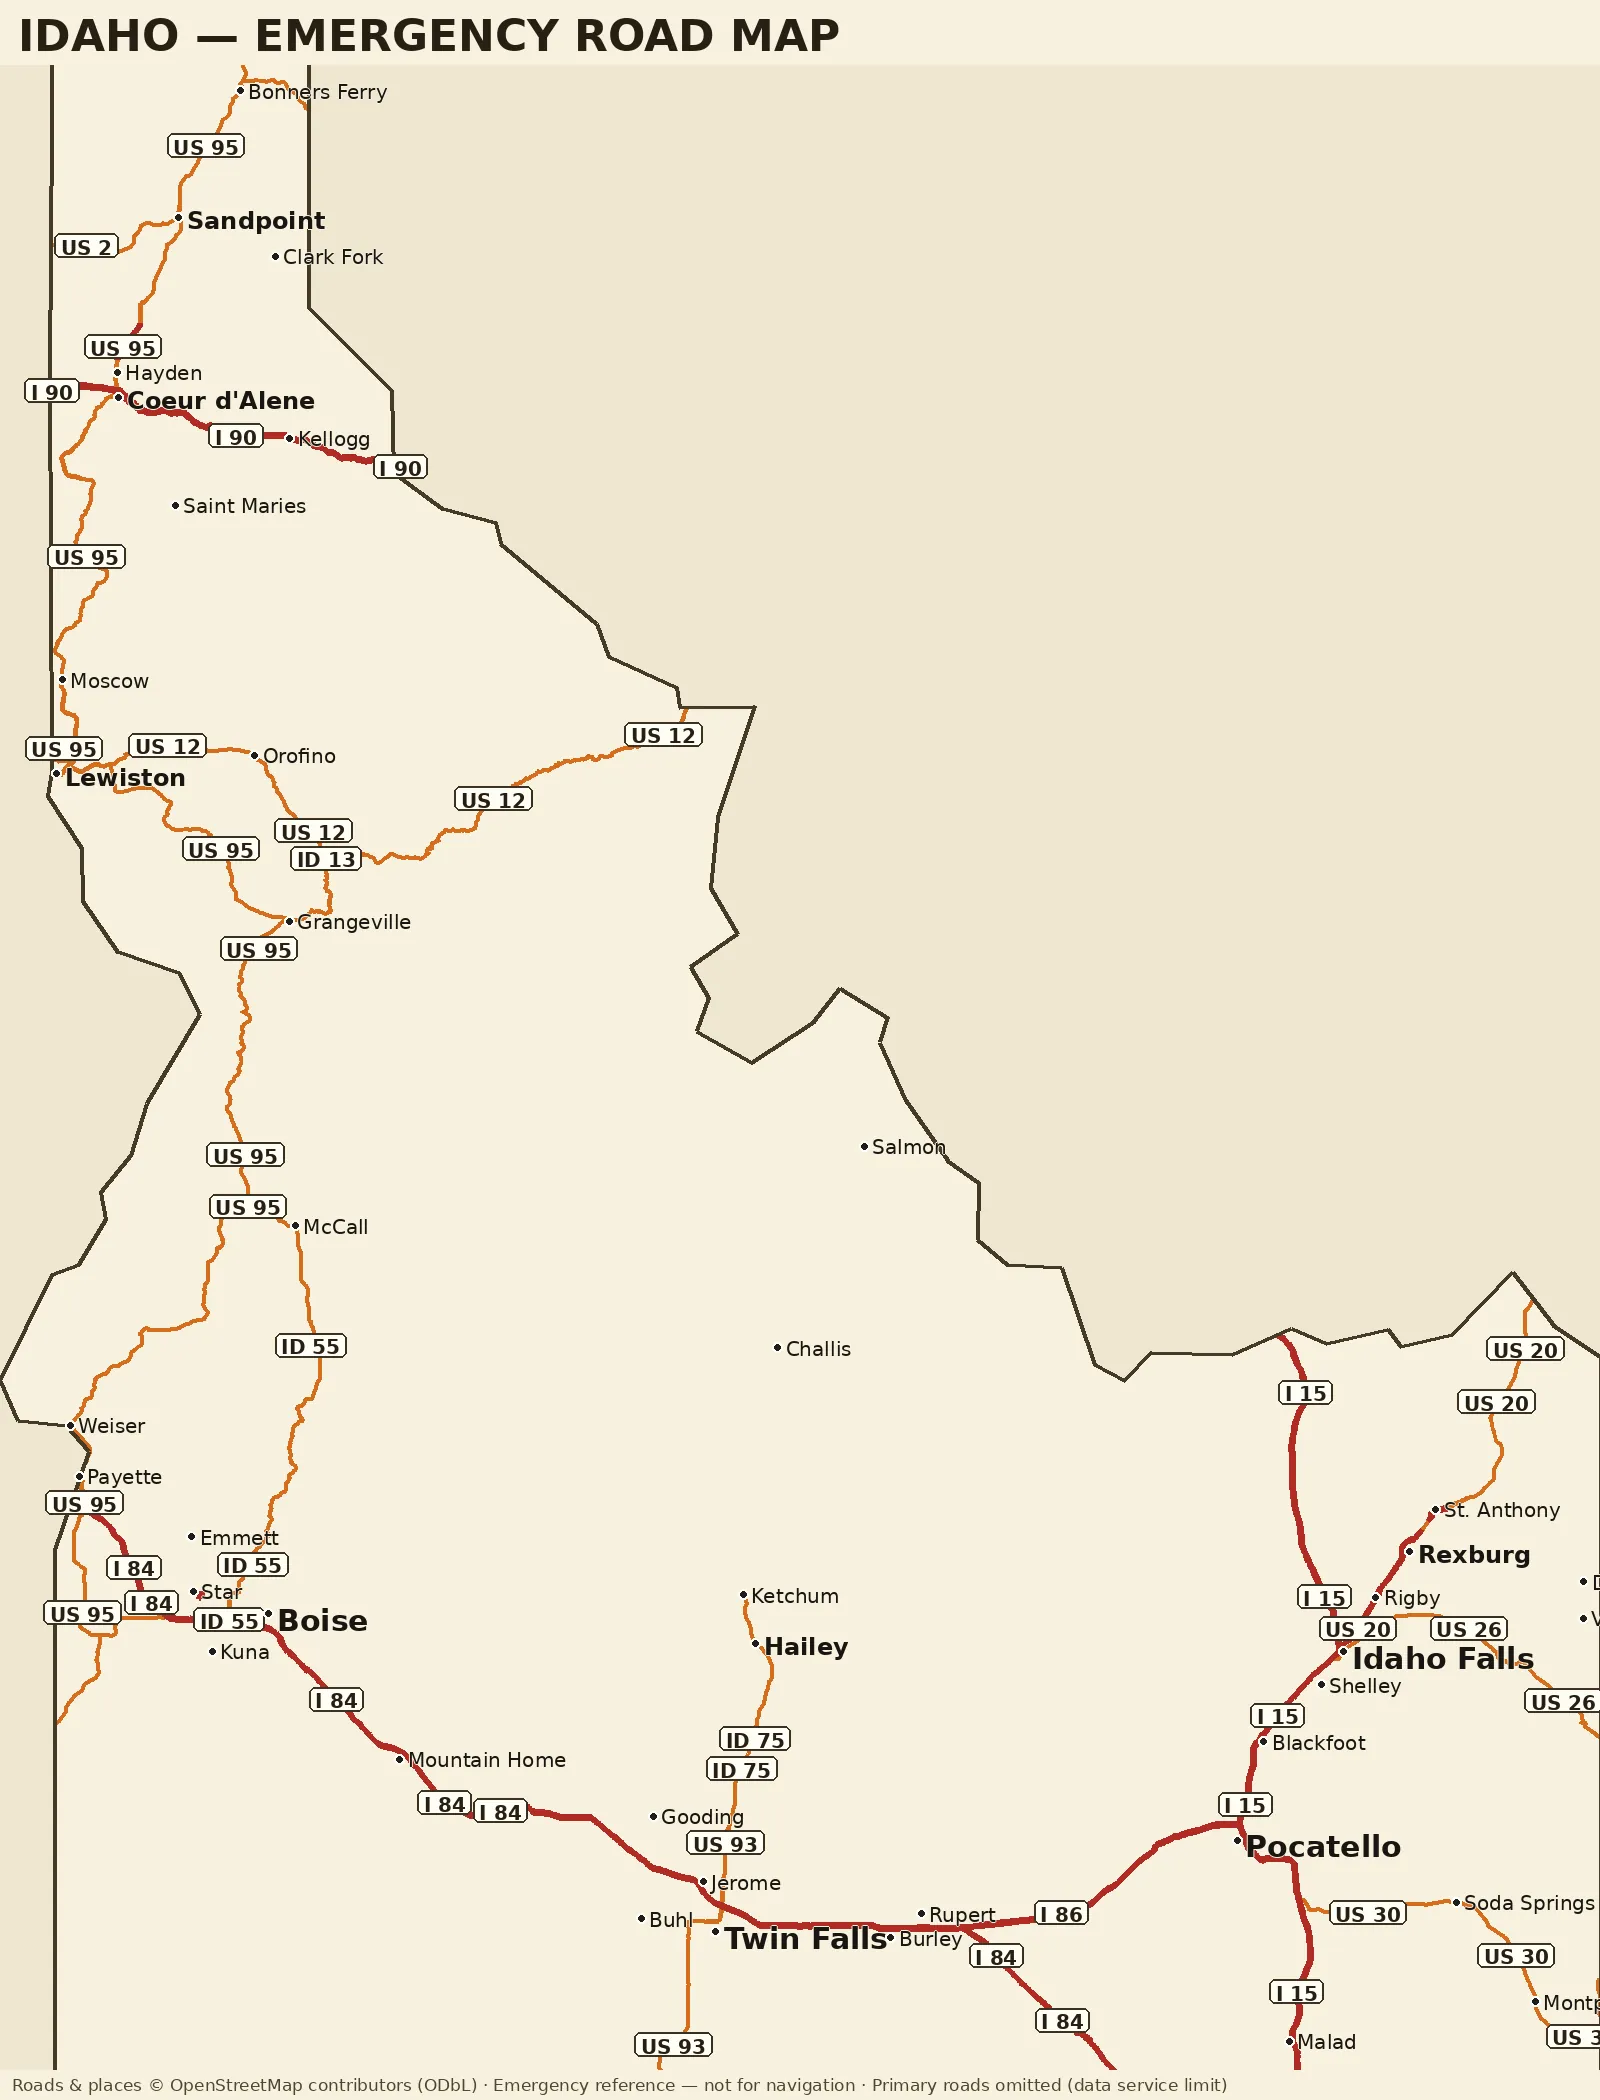 IDAHO — EMERGENCY ROAD MAP
Bonners Ferry
US 95
Sandpoint
US 2
Clark Fork
US 95
Hayden
I 90
Coeur d'Alene
I 90
Kellogg
I 90
Saint Maries
US 95
Moscow
US 12
US 95
US 12
Orofino
Lewiston
US 12
US 12
US 95
ID 13
Grangeville
US 95
Salmon
US 95
US 95
McCall
ID 55
Challis
US 20
I 15
US 20
Weiser
Payette
US 95
St. Anthony
Emmett
Rexburg
I 84
ID 55
Star
Ketchum
I 15
Rigby
I 84
US 95
ID 55
Boise
US 20
US 26
Kuna
Hailey
Idaho Falls
Shelley
I 84
US 26
I 15
ID 75
Blackfoot
Mountain Home
ID 75
I 84
I 84
I 15
Gooding
US 93
Pocatello
Jerome
Soda Springs
Buhl
Rupert
I 86
US 30
Twin Falls
Burley
I 84
US 30
I 15
Montp
I 84
US 3
Malad
US 93
Roads & places © OpenStreetMap contributors (ODbL) · Emergency reference — not for navigation · Primary roads omitted (data service limit)